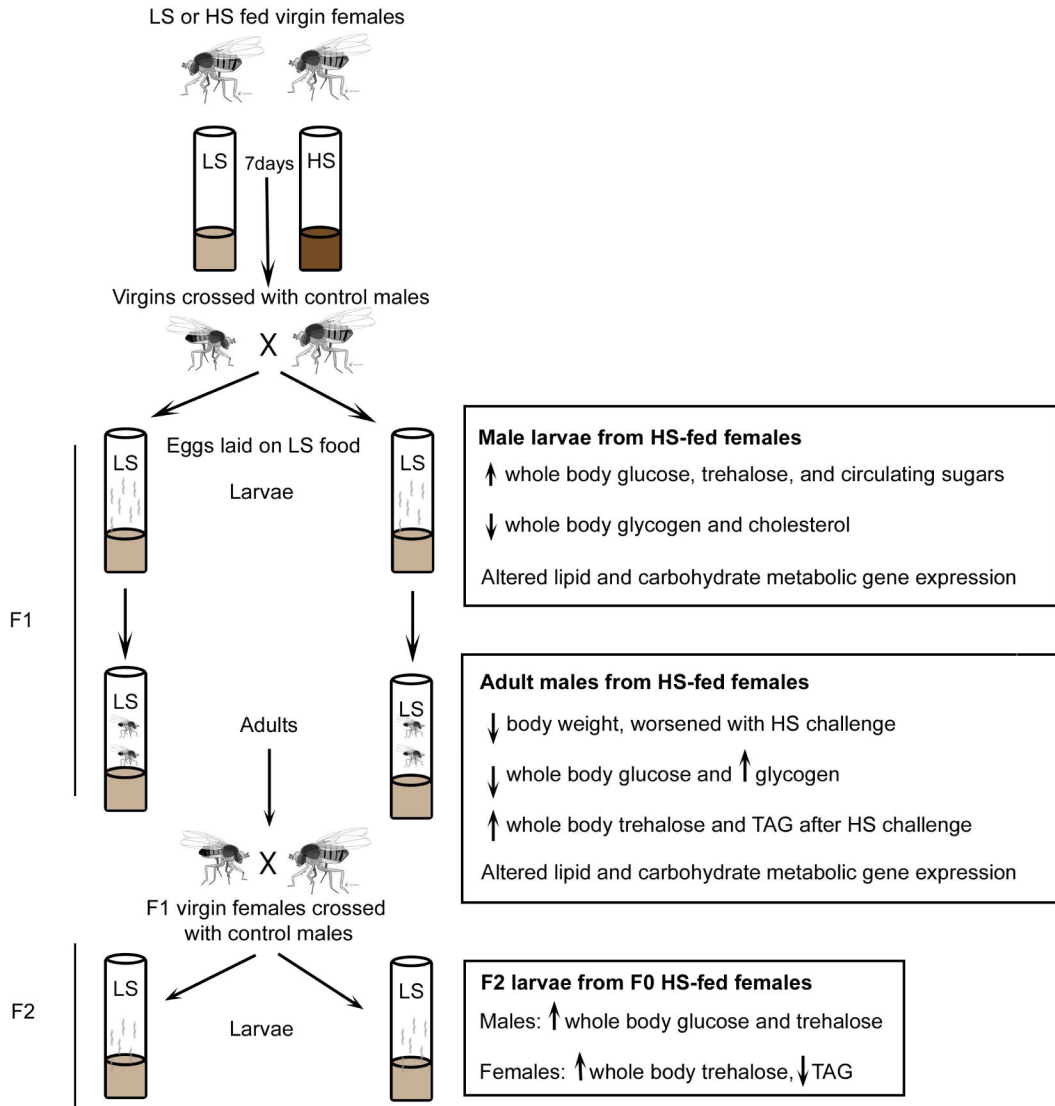 LS or HS fed virgin females
LS
7days
HS
Virgins crossed with control males
X
Eggs laid on LS food
LS
LS
Larvae
Male larvae from HS-fed females
↑ whole body glucose, trehalose, and circulating sugars
↓ whole body glycogen and cholesterol
Altered lipid and carbohydrate metabolic gene expression
F1
LS
LS
Adults
Adult males from HS-fed females
↓ body weight, worsened with HS challenge
↓ whole body glucose and ↑ glycogen
↑ whole body trehalose and TAG after HS challenge
Altered lipid and carbohydrate metabolic gene expression
X
F1 virgin females crossed
with control males
F2
LS
LS
Larvae
F2 larvae from F0 HS-fed females
Males: ↑ whole body glucose and trehalose
Females: ↑ whole body trehalose, ↓ TAG